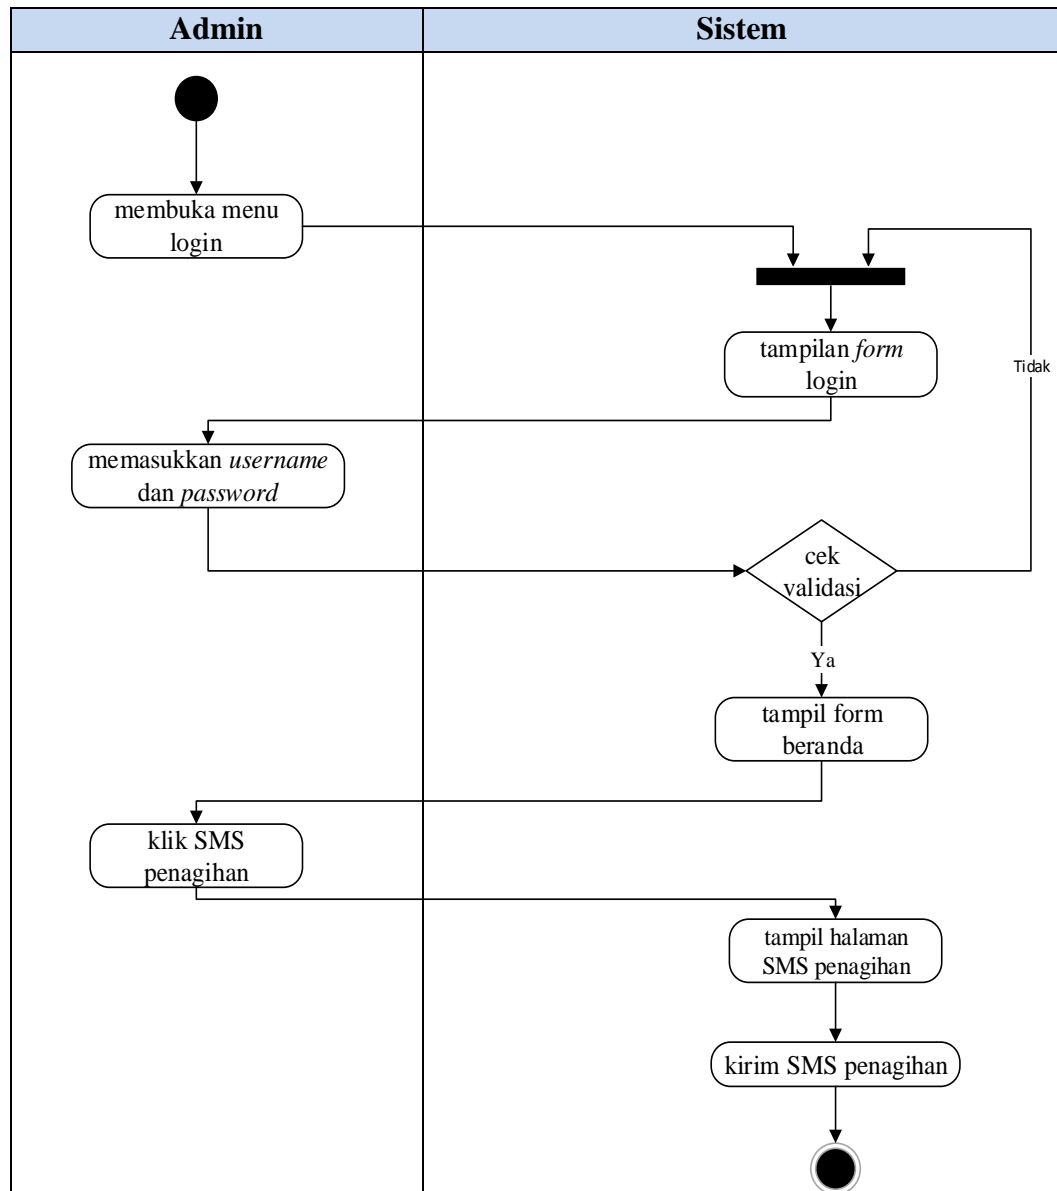 Admin
Sistem
membuka menu
login
tampilan form
login
Tidak
memasukkan username
dan password
cek
validasi
Ya
tampil form
beranda
klik SMS
penagihan
tampil halaman
SMS penagihan
kirim SMS penagihan